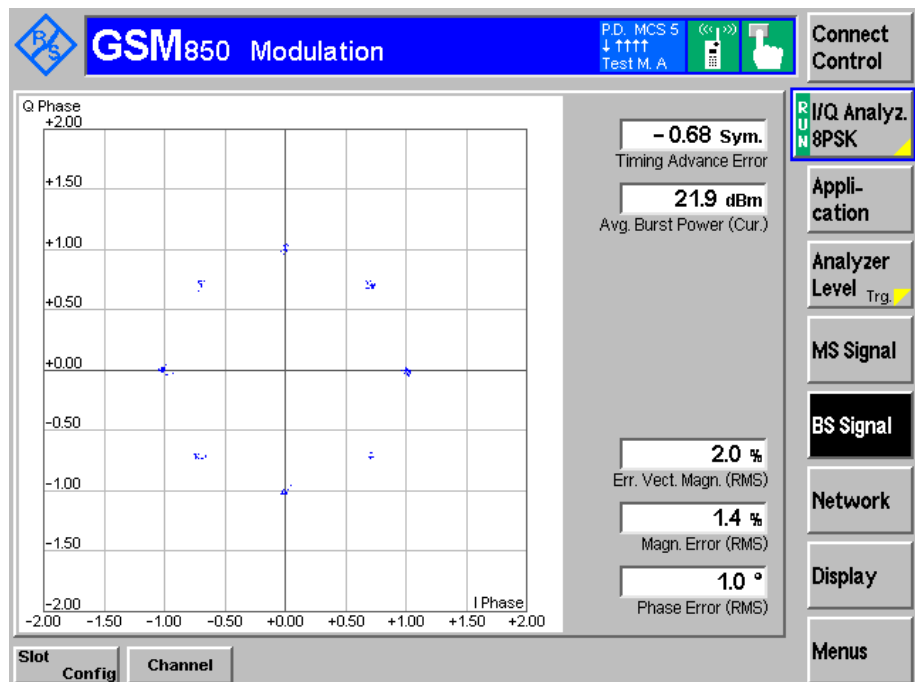 R&S
GSM850 Modulation
P.D. MCS 5
↓ ↑↑↑↑
Test M. A
Connect
Control
RUN
I/Q Analyz.
8PSK
Appli-
cation
Analyzer
Level Trg.
MS Signal
BS Signal
Network
Display
Menus
Q Phase
+2.00
+1.50
+1.00
+0.50
+0.00
-0.50
-1.00
-1.50
-2.00
I Phase
-2.00 -1.50 -1.00 -0.50 +0.00 +0.50 +1.00 +1.50 +2.00
- 0.68 Sym.
Timing Advance Error
21.9 dBm
Avg. Burst Power (Cur.)
2.0 %
Err. Vect. Magn. (RMS)
1.4 %
Magn. Error (RMS)
1.0 °
Phase Error (RMS)
Slot
Config
Channel